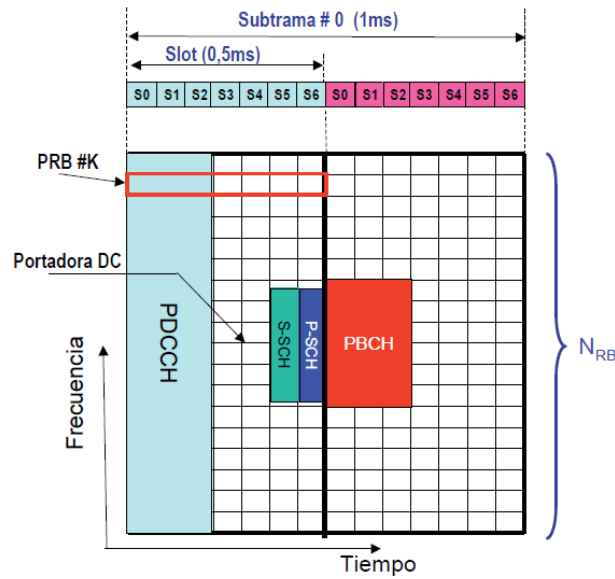 Subtrama # 0 (1ms)
Slot (0,5ms)
S0 S1 S2 S3 S4 S5 S6 S0 S1 S2 S3 S4 S5 S6
PRB #K
Portadora DC
PDCCH
S-SCH
P-SCH
PBCH
N_RB
Frecuencia
Tiempo